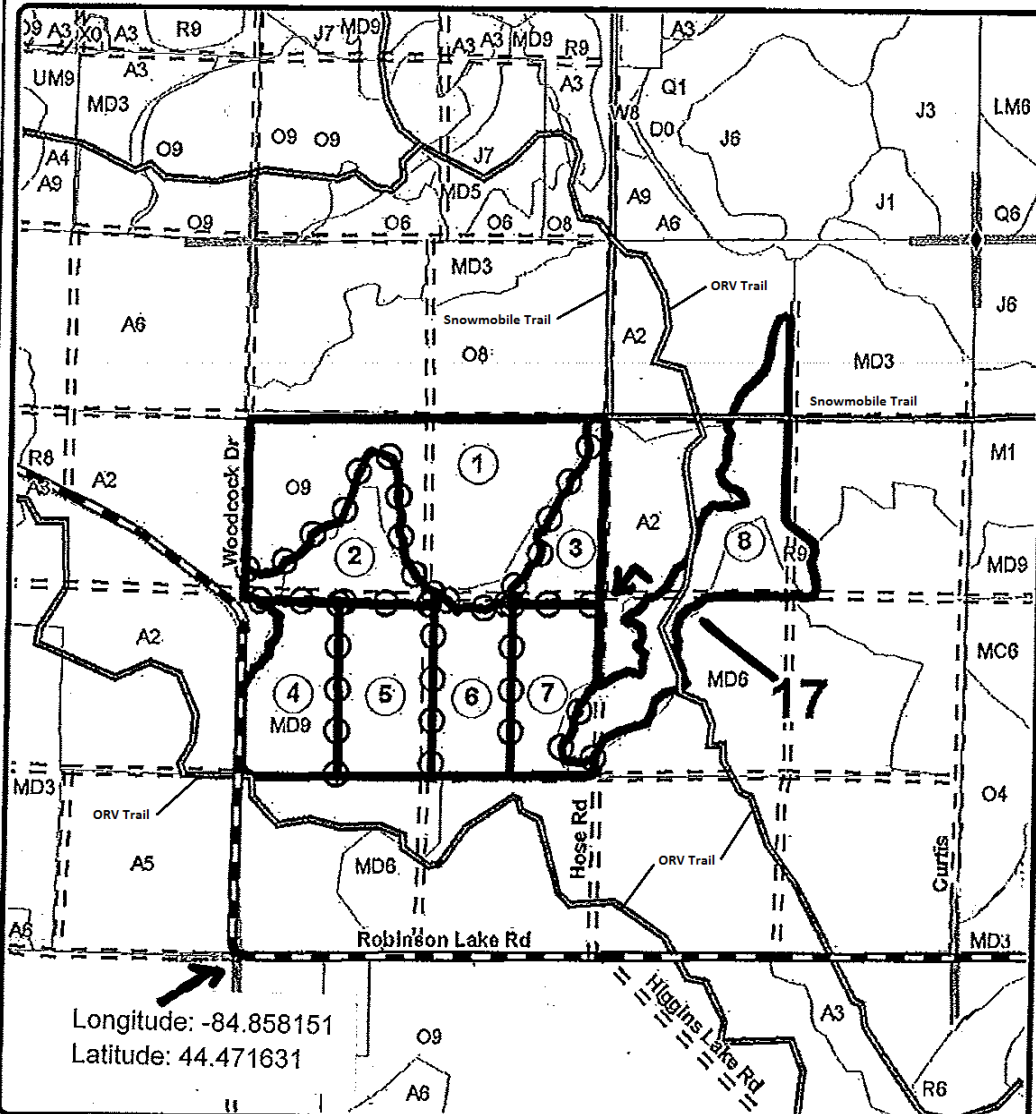 O9 A3 X0 A3 R9 J7 MD9 A3 A3 MD9 R9 A3
UM9 A3 A3 Q1 J3 LM6
MD3 W8 D0 J6
O9 O9 O9 J7
A4
A9 MD5 A9 J1
O9 O6 O6 O8 A6 Q6
MD3
ORV Trail
J6
A6 Snowmobile Trail A2
O8 MD3
Snowmobile Trail
R8 M1
A3 A2 Woodcock Dr O9 1 A2
2 3 8 R9 MD9
A2 MC6
4 5 6 7 MD6 17
MD9
MD3 O4
ORV Trail
A5 MD6 Hose Rd ORV Trail Curtis
A6
Robinson Lake Rd MD3
Longitude: -84.858151
Latitude: 44.471631
O9 Higgins Lake Rd A3
A6 R6